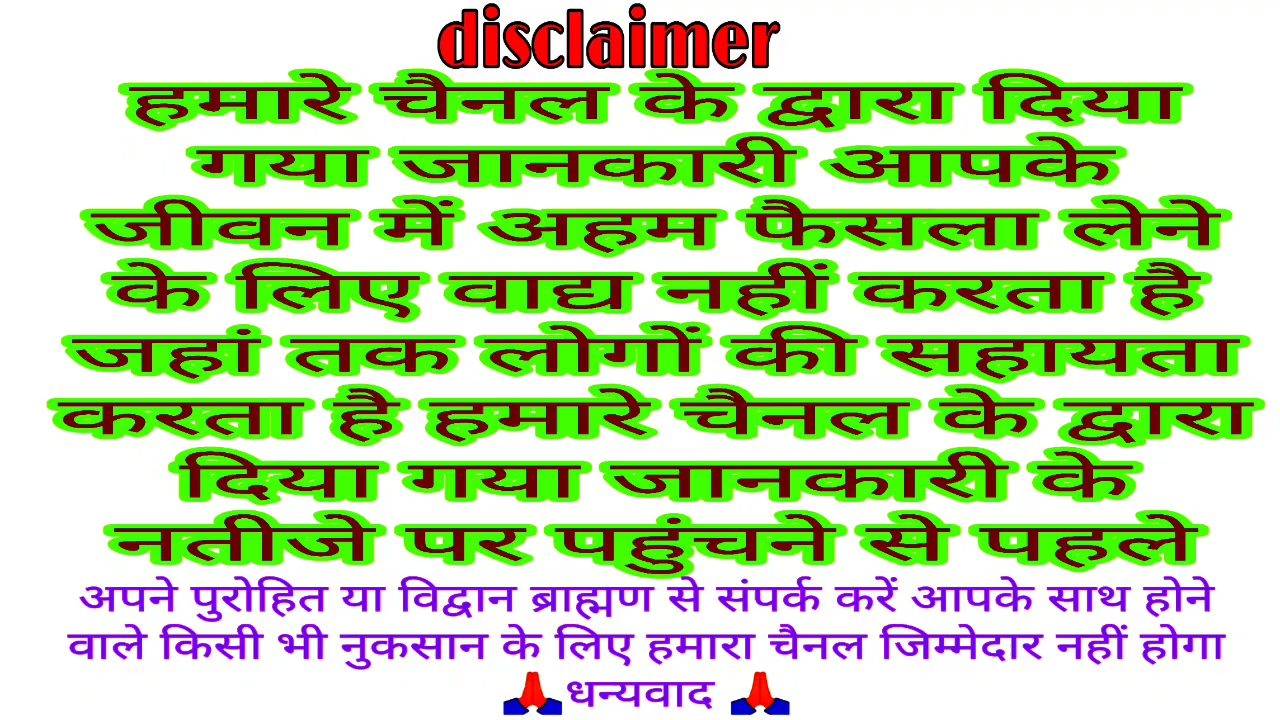 disclaimer
हमारे चैनल के द्वारा दिया
गया जानकारी आपके
जीवन में अहम फैसला लेने
के लिए वाद्य नहीं करता है
जहां तक लोगों की सहायता
करता है हमारे चैनल के द्वारा
दिया गया जानकारी के
नतीजे पर पहुंचने से पहले
अपने पुरोहित या विद्वान ब्राह्मण से संपर्क करें आपके साथ होने
वाले किसी भी नुकसान के लिए हमारा चैनल जिम्मेदार नहीं होगा
🙏धन्यवाद 🙏